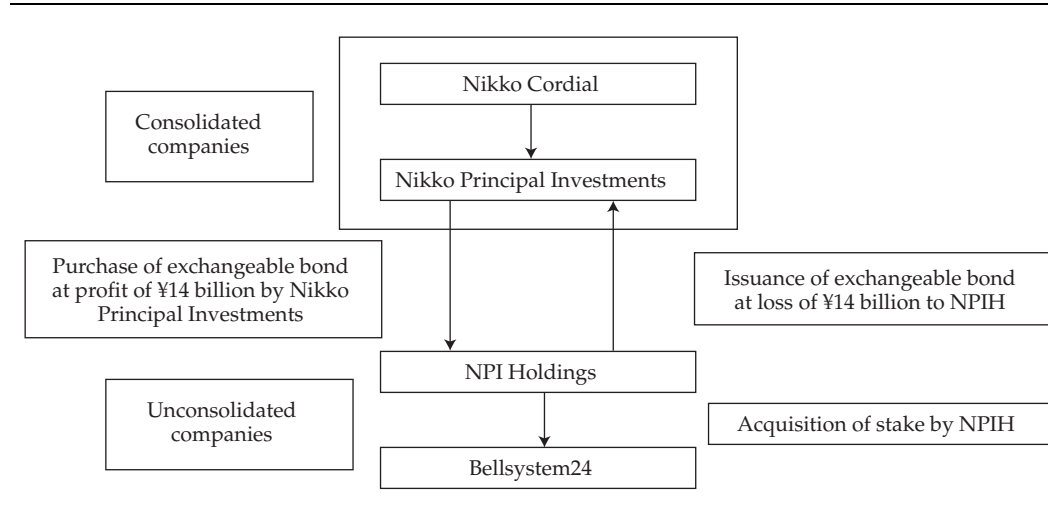 Nikko Cordial
Consolidated
companies
Nikko Principal Investments
Purchase of exchangeable bond
at profit of ¥14 billion by Nikko
Principal Investments
Issuance of exchangeable bond
at loss of ¥14 billion to NPIH
NPI Holdings
Unconsolidated
companies
Acquisition of stake by NPIH
Bellsystem24